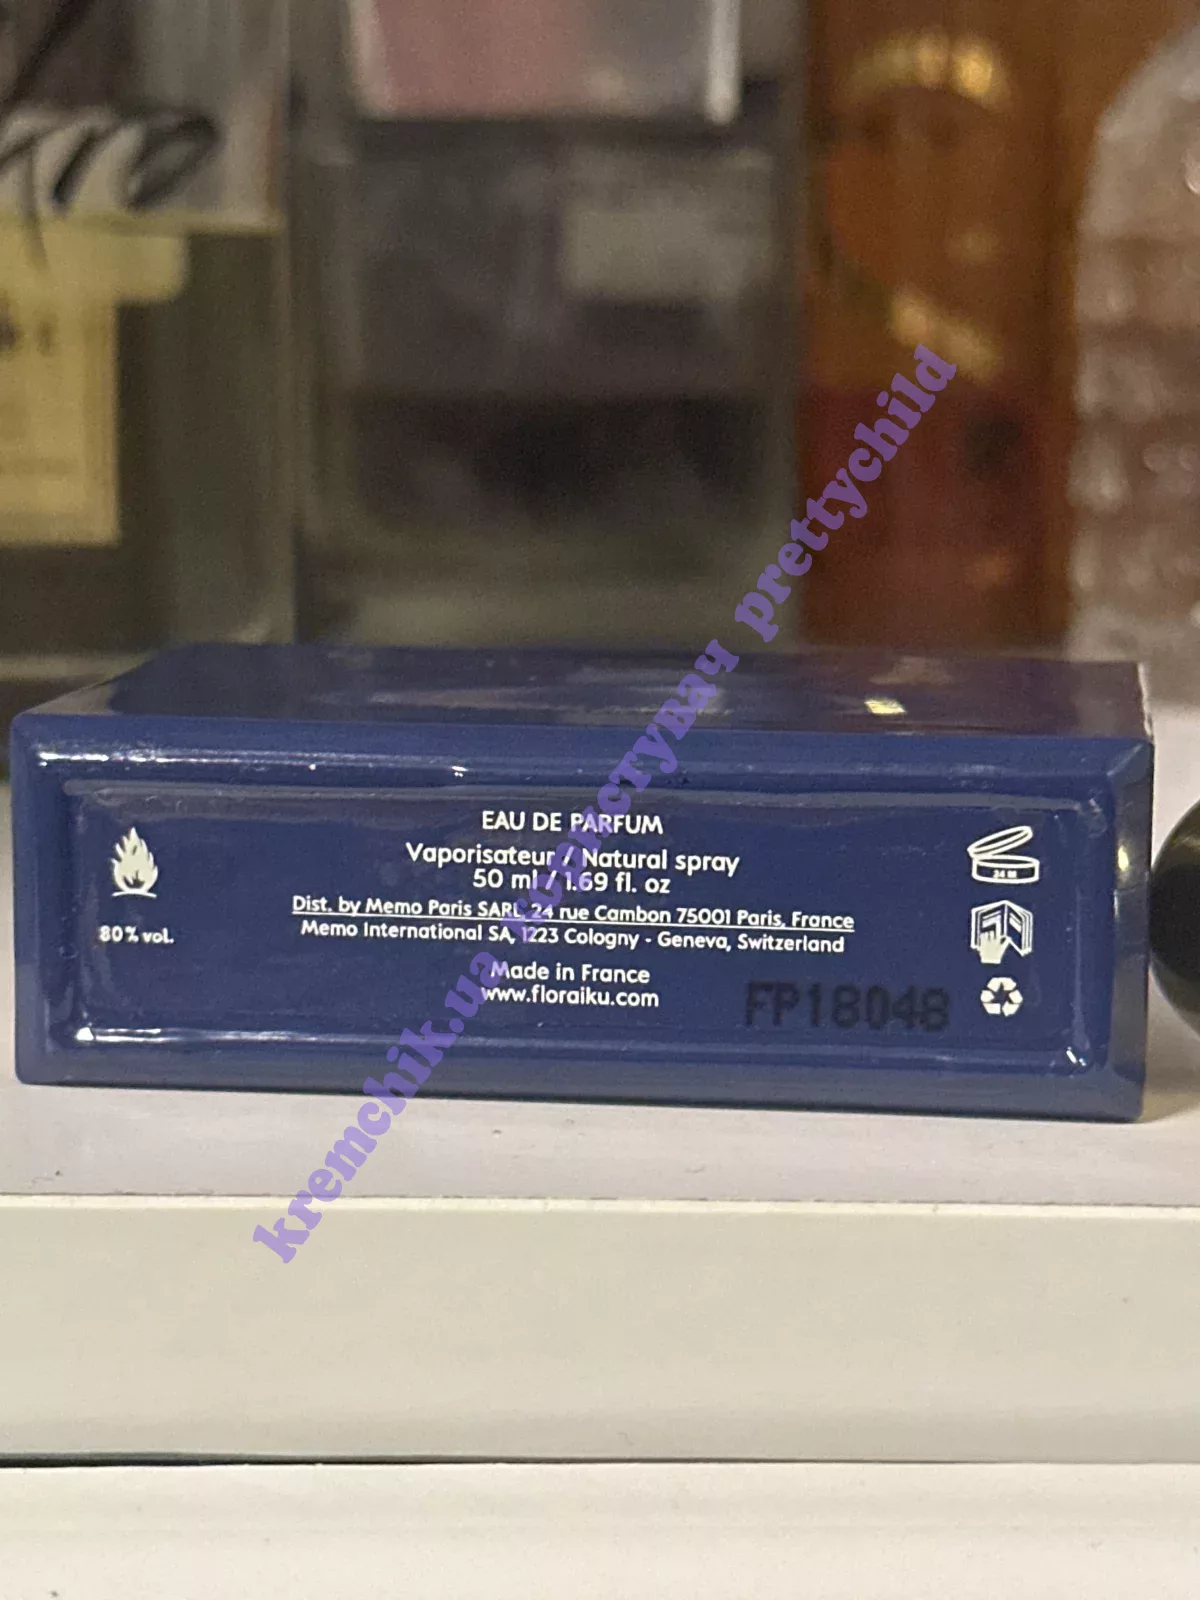 EAU DE PARFUM
Vaporisateur / Natural spray
50 ml / 1.69 fl. oz
Dist. by Memo Paris SARL, 24 rue Cambon 75001 Paris, France
Memo International SA, 1223 Cologny - Geneva, Switzerland
Made in France
www.floraiku.com
80% vol.
24 M
FP18048
kremchik.ua користувач prettychild